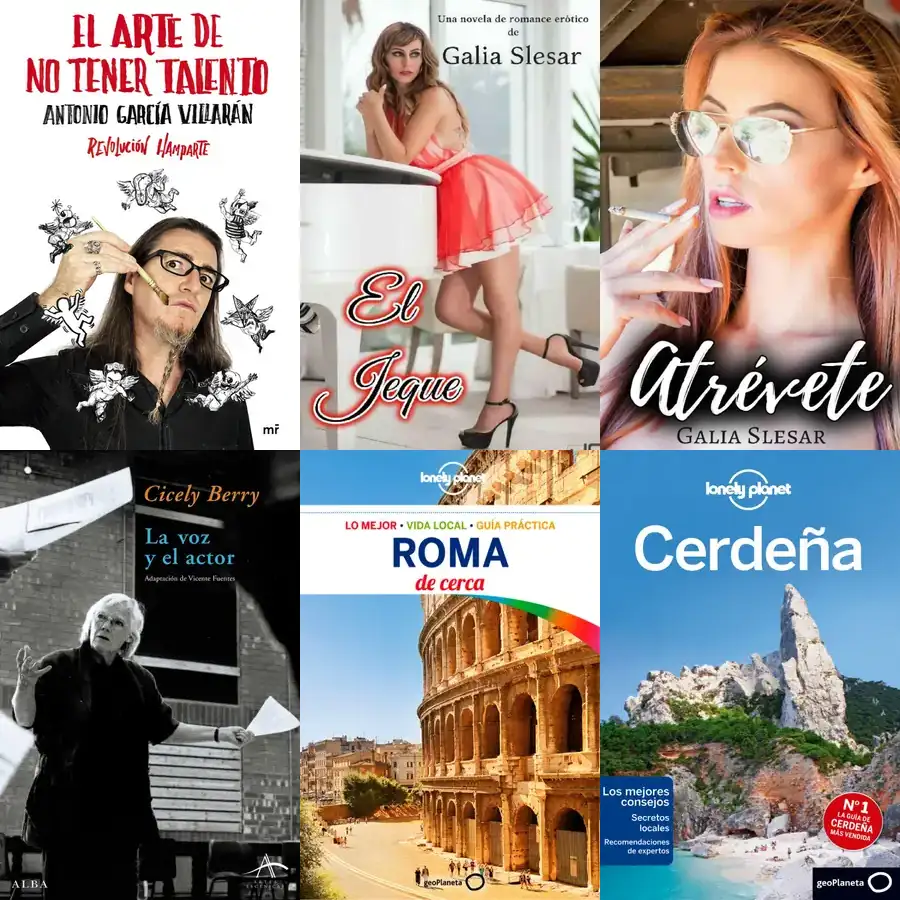 EL ARTE DE
NO TENER TALENTO
ANTONIO GARCÍA VILLARÁN
REVOLUCIÓN HAMPARTE
mr
Una novela de romance erótico
de
Galia Slesar
El
Jeque
Atrévete
GALIA SLESAR
Cicely Berry
La voz
y el actor
Adaptación de Vicente Fuentes
ALBA
lonely planet
LO MEJOR • VIDA LOCAL • GUÍA PRÁCTICA
ROMA
de cerca
geoPlaneta
lonely planet
Cerdeña
Los mejores
consejos
Secretos
locales
Recomendaciones
de expertos
Nº 1
LA GUÍA DE
CERDEÑA
MÁS VENDIDA
geoPlaneta